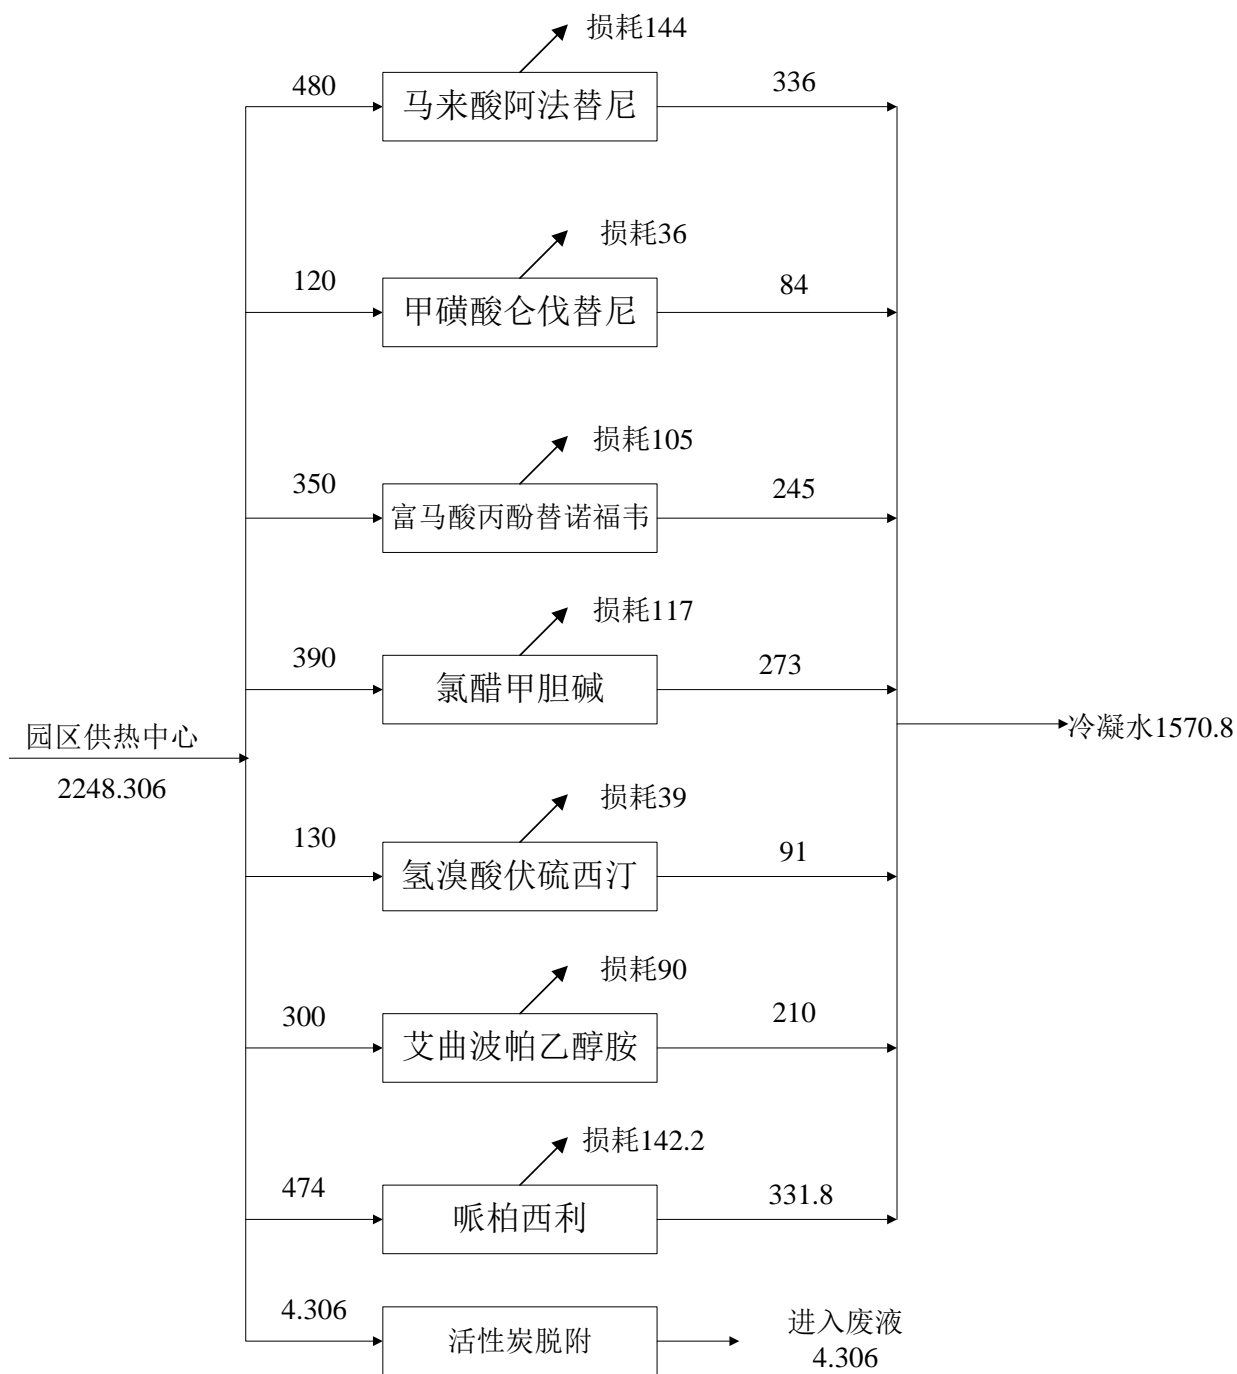 损耗144
480
马来酸阿法替尼
336
损耗36
120
甲磺酸仑伐替尼
84
损耗105
350
富马酸丙酚替诺福韦
245
损耗117
390
氯醋甲胆碱
273
园区供热中心
2248.306
冷凝水1570.8
损耗39
130
氢溴酸伏硫西汀
91
损耗90
300
艾曲波帕乙醇胺
210
损耗142.2
474
哌柏西利
331.8
4.306
活性炭脱附
进入废液
4.306